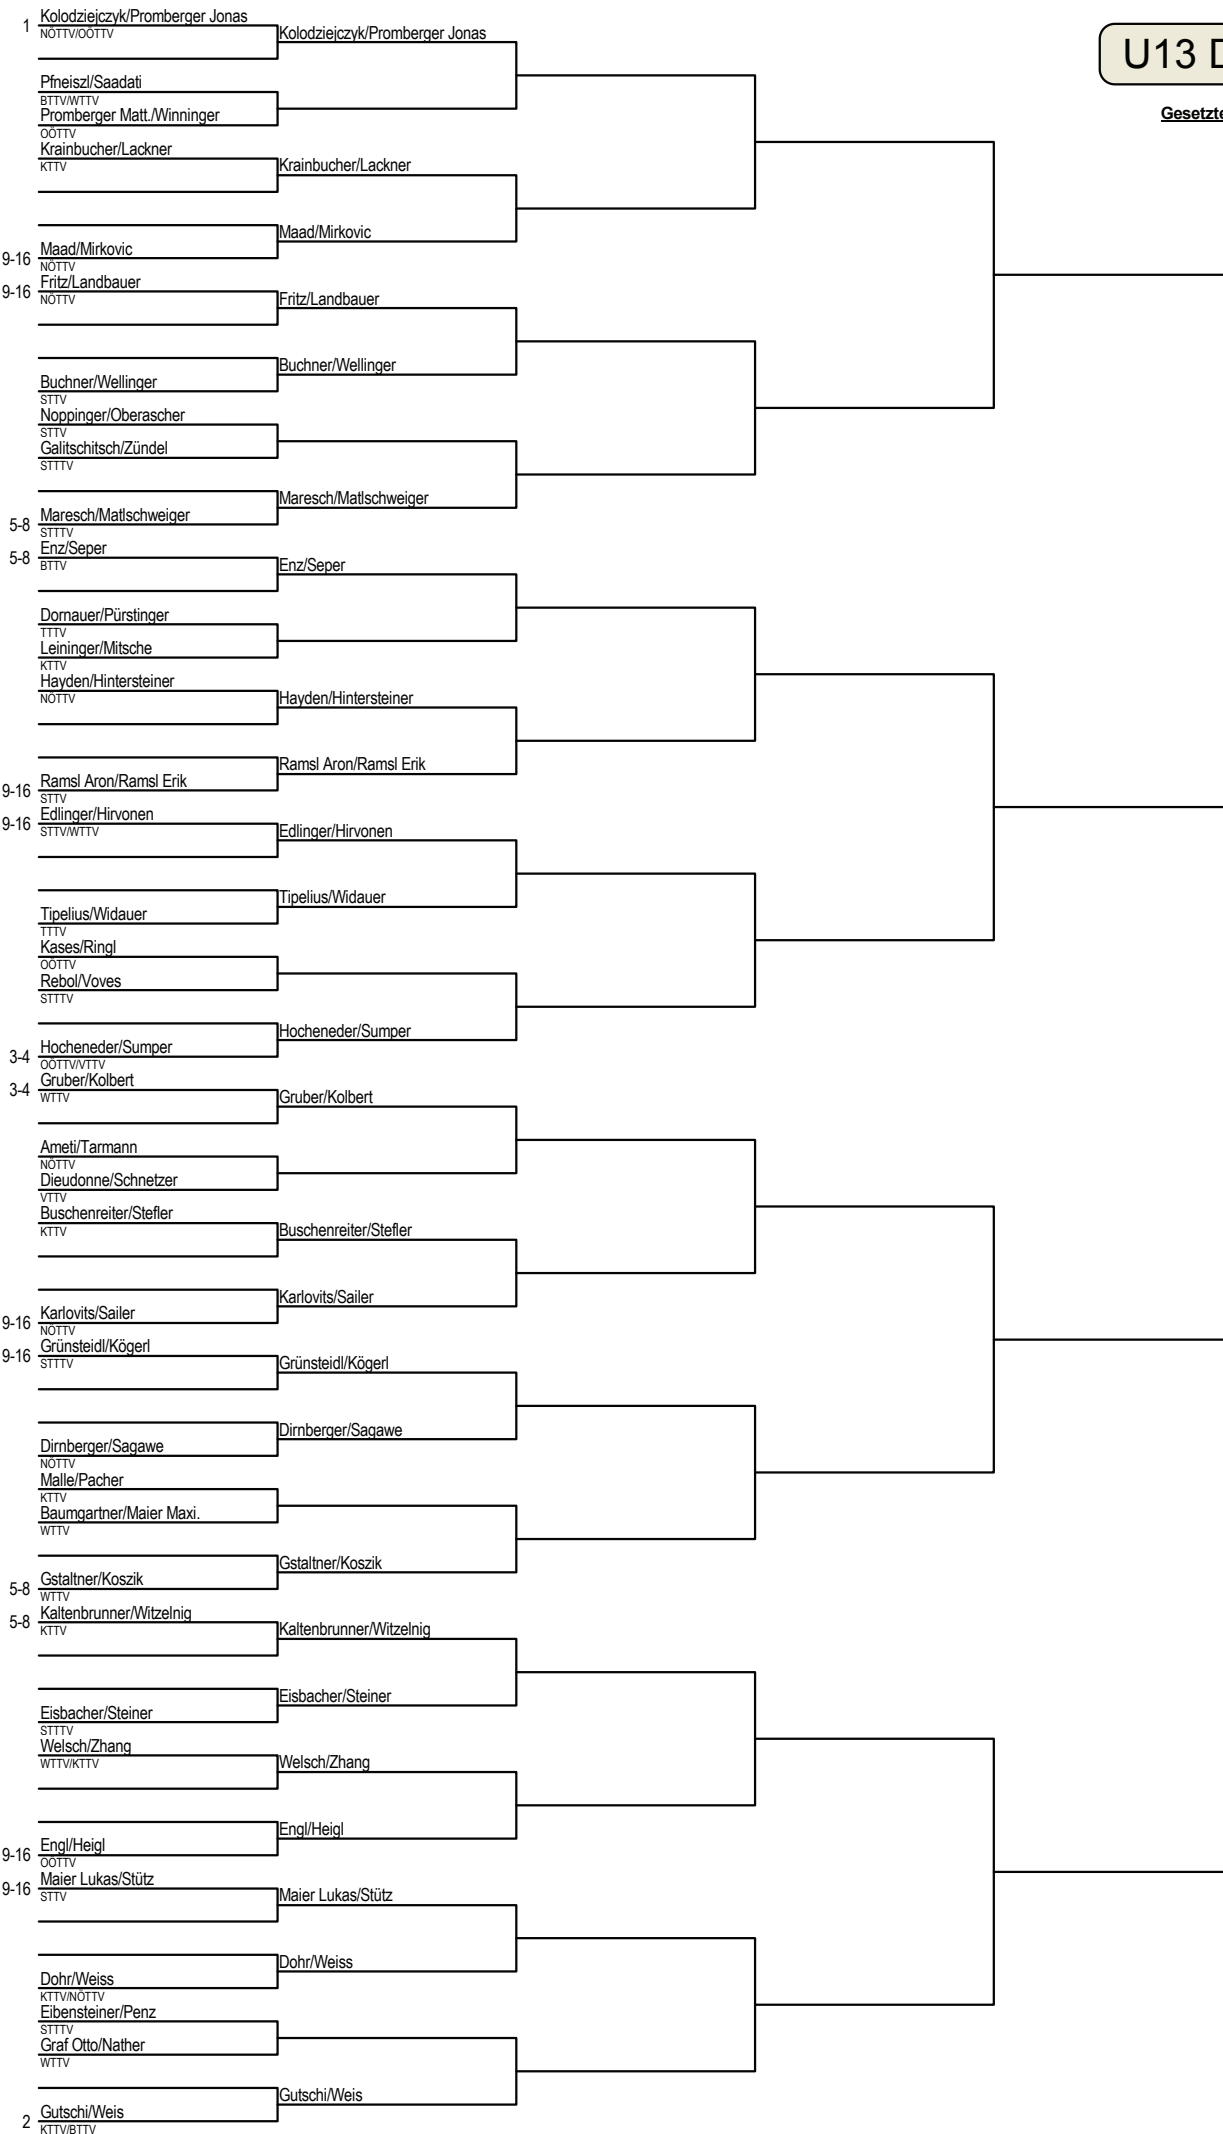 Kolodziejczyk/Promberger Jonas
1
NÖTTV/OÖTTV
Kolodziejczyk/Promberger Jonas
U13 D
Pfneiszl/Saadati
BTTV/WTTV
Gesetzte
Promberger Matt./Winninger
OÖTTV
Krainbucher/Lackner
KTTV
Krainbucher/Lackner
Maad/Mirkovic
9-16 Maad/Mirkovic
NÖTTV
9-16 Fritz/Landbauer
NÖTTV
Fritz/Landbauer
Buchner/Wellinger
Buchner/Wellinger
STTV
Noppinger/Oberascher
STTV
Galitschitsch/Zündel
STTTV
Maresch/Matlschweiger
5-8 Maresch/Matlschweiger
STTTV
5-8 Enz/Seper
BTTV
Enz/Seper
Dornauer/Pürstinger
TTTV
Leininger/Mitsche
KTTV
Hayden/Hintersteiner
NÖTTV
Hayden/Hintersteiner
Ramsl Aron/Ramsl Erik
9-16 Ramsl Aron/Ramsl Erik
STTV
9-16 Edlinger/Hirvonen
STTV/WTTV
Edlinger/Hirvonen
Tipelius/Widauer
Tipelius/Widauer
TTTV
Kases/Ringl
OÖTTV
Rebol/Voves
STTTV
Hocheneder/Sumper
3-4 Hocheneder/Sumper
OÖTTV/VTTV
3-4 Gruber/Kolbert
WTTV
Gruber/Kolbert
Ameti/Tarmann
NÖTTV
Dieudonne/Schnetzer
VTTV
Buschenreiter/Stefler
KTTV
Buschenreiter/Stefler
Karlovits/Sailer
9-16 Karlovits/Sailer
NÖTTV
9-16 Grünsteidl/Kögerl
STTTV
Grünsteidl/Kögerl
Dirnberger/Sagawe
Dirnberger/Sagawe
NÖTTV
Malle/Pacher
KTTV
Baumgartner/Maier Maxi.
WTTV
Gstaltner/Koszik
5-8 Gstaltner/Koszik
WTTV
5-8 Kaltenbrunner/Witzelnig
KTTV
Kaltenbrunner/Witzelnig
Eisbacher/Steiner
Eisbacher/Steiner
STTTV
Welsch/Zhang
WTTV/KTTV
Welsch/Zhang
Engl/Heigl
9-16 Engl/Heigl
OÖTTV
9-16 Maier Lukas/Stütz
STTV
Maier Lukas/Stütz
Dohr/Weiss
Dohr/Weiss
KTTV/NÖTTV
Eibensteiner/Penz
STTTV
Graf Otto/Nather
WTTV
Gutschi/Weis
2 Gutschi/Weis
KTTV/BTTV